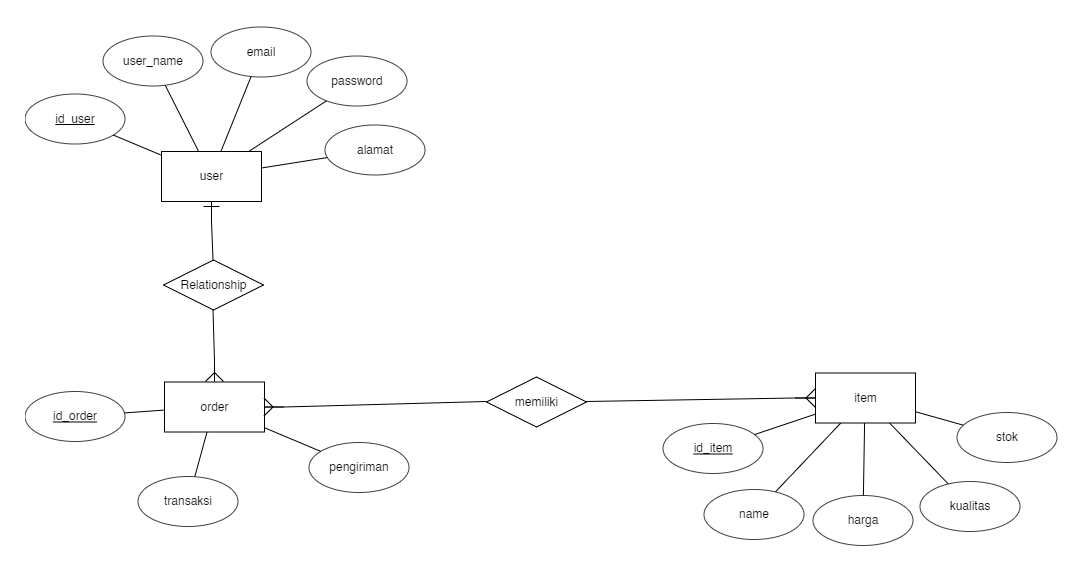 user_name
email
password
id_user
alamat
user
Relationship
id_order
order
memiliki
item
transaksi
pengiriman
id_item
name
harga
kualitas
stok